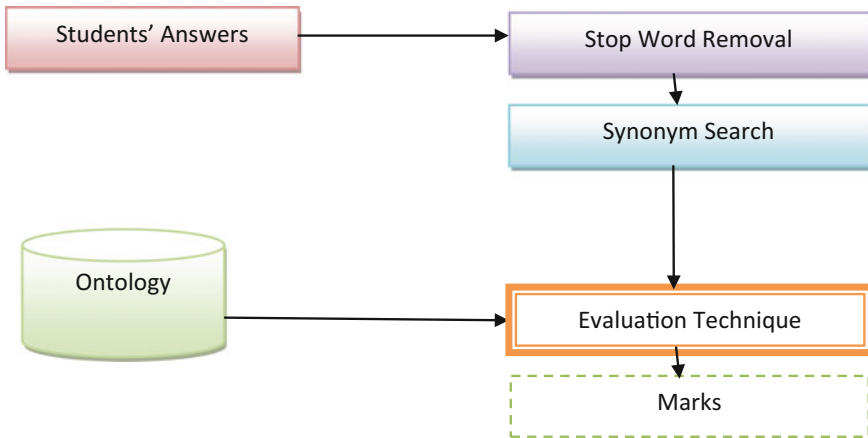 Students’ Answers
Stop Word Removal
Synonym Search
Ontology
Evaluation Technique
Marks